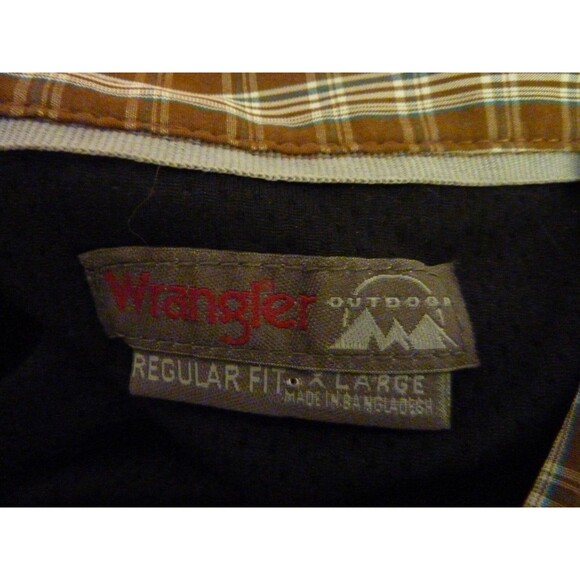 Wrangler
OUTDOOR
REGULAR FIT X LARGE
MADE IN BANGLADESH